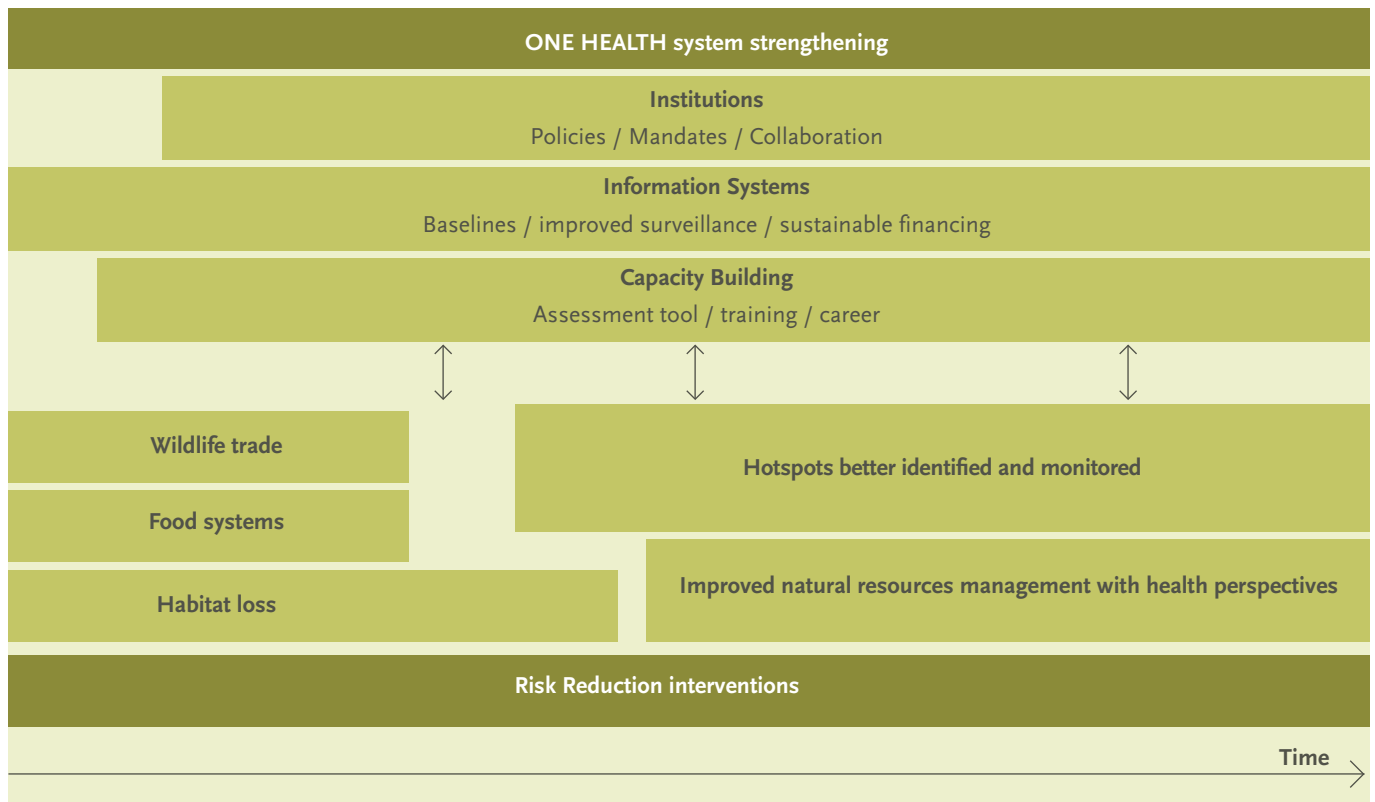 ONE HEALTH system strengthening
Institutions
Policies / Mandates / Collaboration
Information Systems
Baselines / improved surveillance / sustainable financing
Capacity Building
Assessment tool / training / career
Wildlife trade
Food systems
Habitat loss
Hotspots better identified and monitored
Improved natural resources management with health perspectives
Risk Reduction interventions
Time